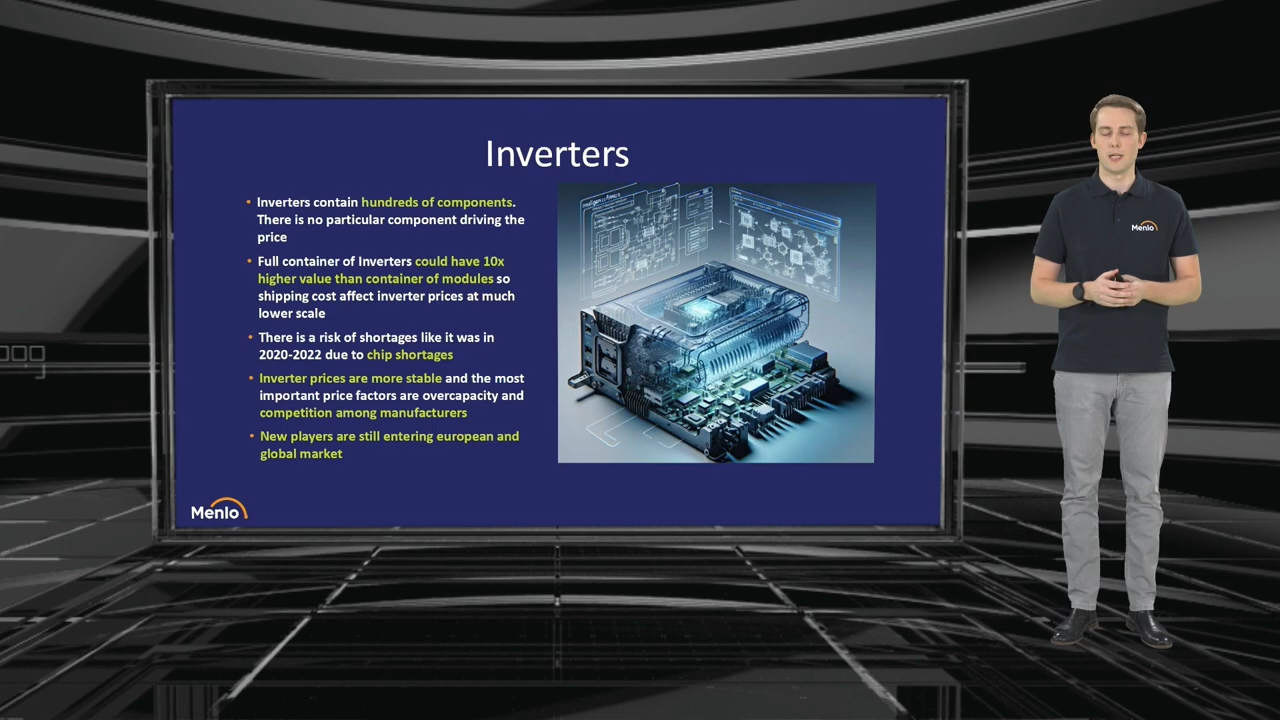 Inverters
• Inverters contain hundreds of components.
There is no particular component driving the
price
• Full container of Inverters could have 10x
higher value than container of modules so
shipping cost affect inverter prices at much
lower scale
• There is a risk of shortages like it was in
2020-2022 due to chip shortages
• Inverter prices are more stable and the most
important price factors are overcapacity and
competition among manufacturers
• New players are still entering european and
global market
Menlo
Menlo